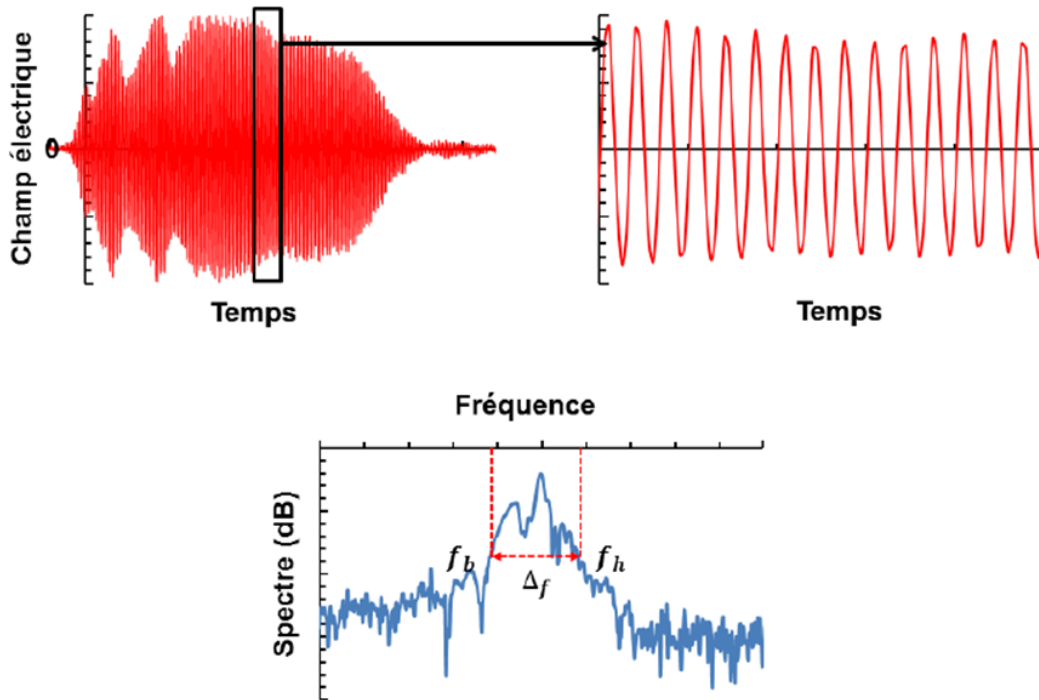 Champ électrique
0
Temps
Temps
Fréquence
Spectre (dB)
f_b
f_h
Δ_f